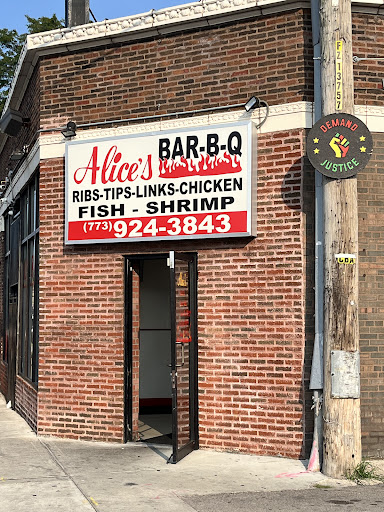 Alice's BAR-B-Q
RIBS-TIPS-LINKS-CHICKEN
FISH - SHRIMP
(773) 924-3843
DEMAND
JUSTICE